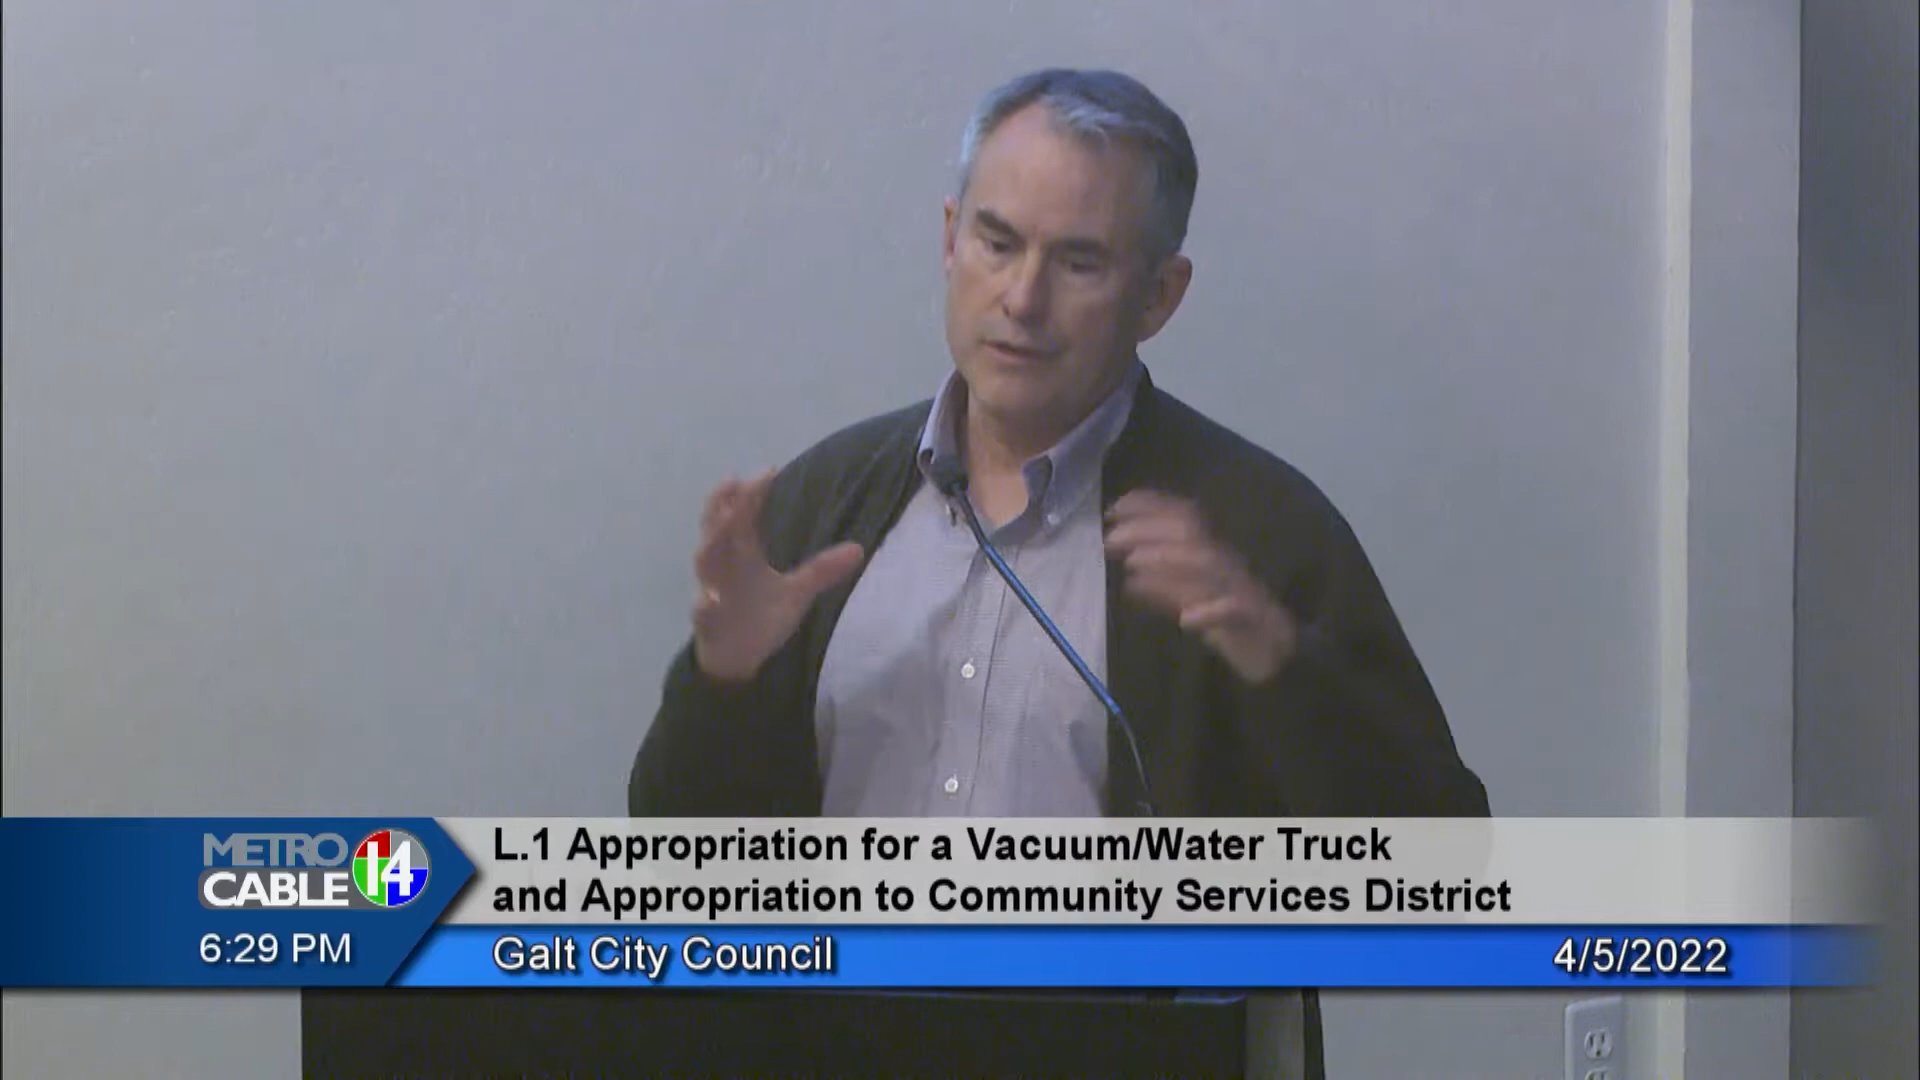 METRO
CABLE 14
6:29 PM
L.1 Appropriation for a Vacuum/Water Truck
and Appropriation to Community Services District
Galt City Council
4/5/2022